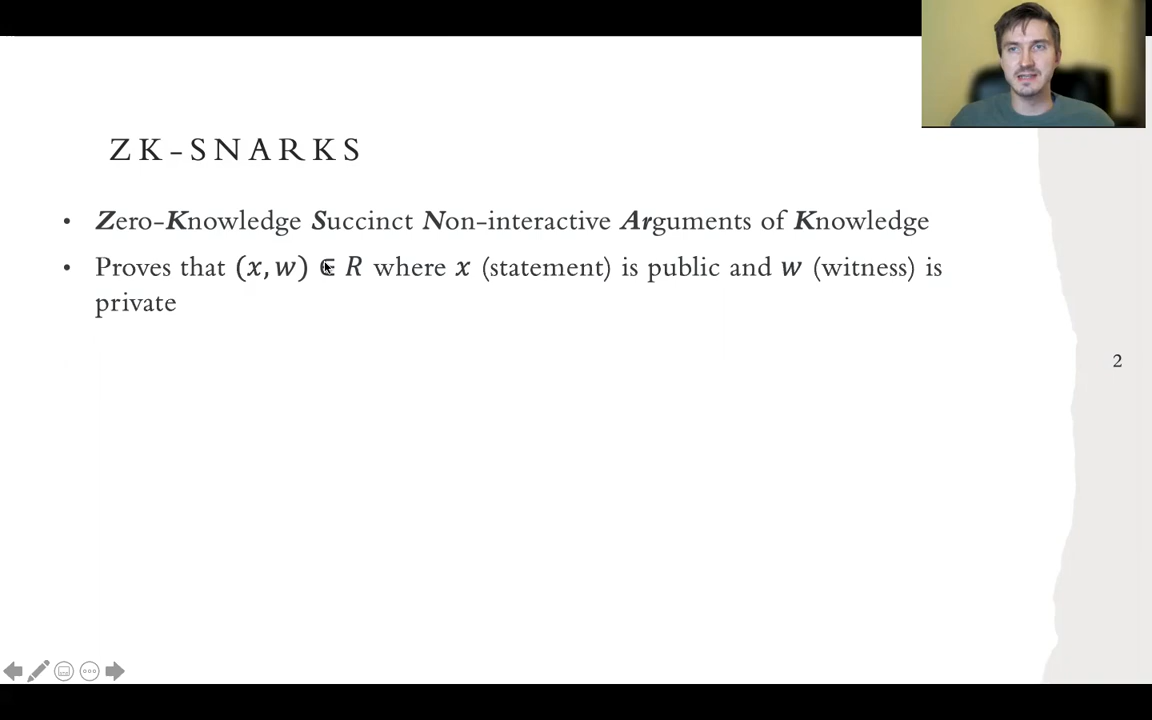 ZK-SNARKS
• Zero-Knowledge Succinct Non-interactive Arguments of Knowledge
• Proves that (x, w) ∈ R where x (statement) is public and w (witness) is
private
2